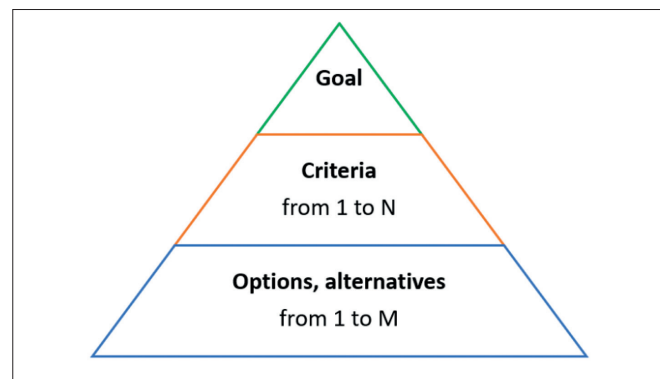 Goal
Criteria
from 1 to N
Options, alternatives
from 1 to M